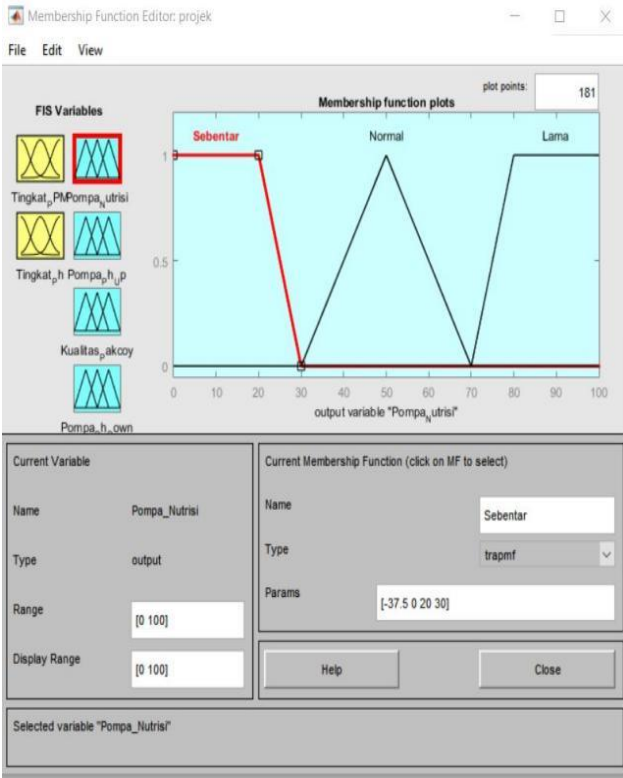 Membership Function Editor: projek
File Edit View
FIS Variables
Tingkat_pPM
Pompa_Nutrisi
Tingkat_ph
Pompa_ph_Up
Kualitas_pakcoy
plot points: 181
Membership function plots
Sebentar Normal Lama
1
0.5
0
0 10 20 30 40 50 60 70 80 90 100
output variable "Pompa_Nutrisi"
Current Variable
Name Pompa_Nutrisi
Type output
Range [0 100]
Display Range [0 100]
Current Membership Function (click on MF to select)
Name Sebentar
Type trapmf
Params [-37.5 0 20 30]
Help Close
Selected variable "Pompa_Nutrisi"